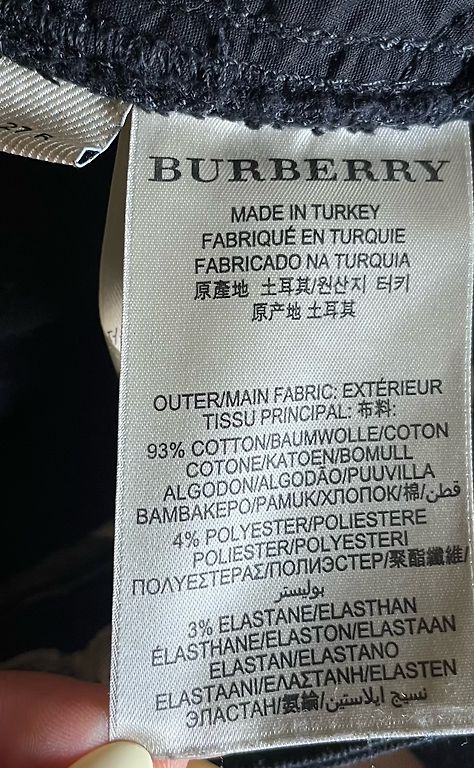 BURBERRY
MADE IN TURKEY
FABRIQUÉ EN TURQUIE
FABRICADO NA TURQUIA
原產地 土耳其/원산지 터키
原产地 土耳其
OUTER/MAIN FABRIC: EXTÉRIEUR
TISSU PRINCIPAL: 布料:
93% COTTON/BAUMWOLLE/COTON
COTONE/KATOEN/BOMULL
ALGODON/ALGODÃO/PUUVILLA
ΒΑΜΒΑΚΕΡΟ/PAMUK/ХЛОПОК/棉/قطن/
4% POLYESTER/POLIESTERE
POLIESTER/POLYESTERI
ΠΟΛΥΕΣΤΕΡΑΣ/ПОЛИЭСТЕР/聚酯纖維/
بوليستر
3% ELASTANE/ELASTHAN
ÉLASTHANE/ELASTON/ELASTAAN
ELASTAN/ELASTANO
ELASTAANI/ΕΛΑΣΤΑΝΗ/ELASTEN
ЭЛАСТАН/氨綸/نسيج ايلاستين